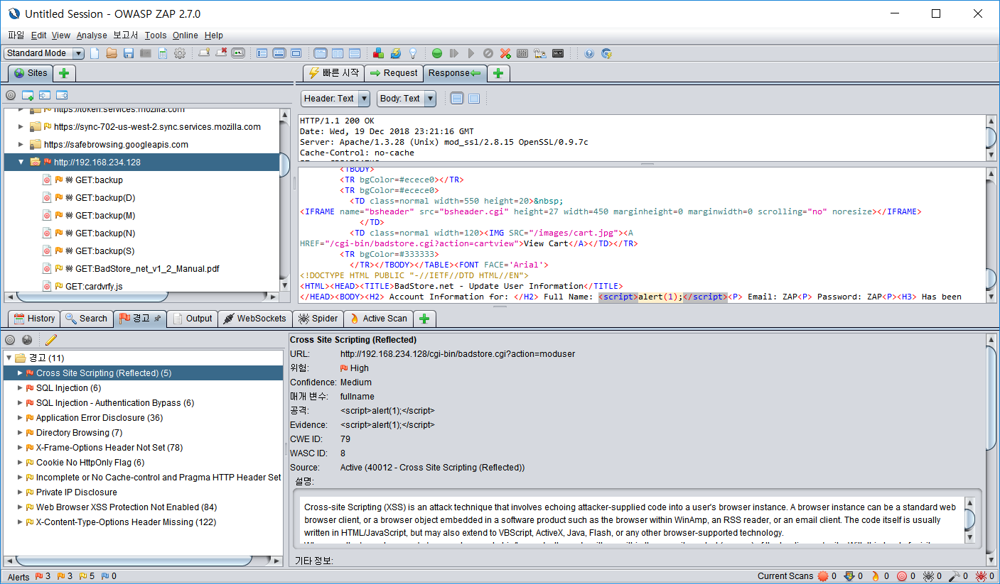 Untitled Session - OWASP ZAP 2.7.0
파일 Edit View Analyse 보고서 Tools Online Help
Standard Mode
Sites
빠른 시작 Request Response
Header: Text Body: Text
https://token.services.mozilla.com
https://sync-702-us-west-2.sync.services.mozilla.com
https://safebrowsing.googleapis.com
http://192.168.234.128
GET:backup
GET:backup(D)
GET:backup(M)
GET:backup(N)
GET:backup(S)
GET:BadStore_net_v1_2_Manual.pdf
GET:cardvrfy.js
HTTP/1.1 200 OK
Date: Wed, 19 Dec 2018 23:21:16 GMT
Server: Apache/1.3.28 (Unix) mod_ssl/2.8.15 OpenSSL/0.9.7c
Cache-Control: no-cache
<TBODY>
<TR bgColor=#ecece0></TR>
<TR bgColor=#ecece0>
<TD class=normal width=550 height=20>&nbsp;
<IFRAME name="bsheader" src="bsheader.cgi" height=27 width=450 marginheight=0 marginwidth=0 scrolling="no" noresize></IFRAME>
</TD>
<TD class=normal width=120><IMG SRC="/images/cart.jpg"><A
HREF="/cgi-bin/badstore.cgi?action=cartview">View Cart</A></TD></TR>
<TR bgColor=#333333>
</TR></TBODY></TABLE><FONT FACE='Arial'>
<!DOCTYPE HTML PUBLIC "-//IETF//DTD HTML//EN">
<HTML><HEAD><TITLE>BadStore.net - Update User Information</TITLE>
</HEAD><BODY><H2> Account Information for: </H2> Full Name: <script>alert(1);</script><P> Email: ZAP<P> Password: ZAP<P><H3> Has been
History Search 경고 Output WebSockets Spider Active Scan
경고 (11)
Cross Site Scripting (Reflected) (5)
SQL Injection (6)
SQL Injection - Authentication Bypass (6)
Application Error Disclosure (36)
Directory Browsing (7)
X-Frame-Options Header Not Set (78)
Cookie No HttpOnly Flag (6)
Incomplete or No Cache-control and Pragma HTTP Header Set
Private IP Disclosure
Web Browser XSS Protection Not Enabled (84)
X-Content-Type-Options Header Missing (122)
Cross Site Scripting (Reflected)
URL: http://192.168.234.128/cgi-bin/badstore.cgi?action=moduser
위험: High
Confidence: Medium
매개 변수: fullname
공격: <script>alert(1);</script>
Evidence: <script>alert(1);</script>
CWE ID: 79
WASC ID: 8
Source: Active (40012 - Cross Site Scripting (Reflected))
설명:
Cross-site Scripting (XSS) is an attack technique that involves echoing attacker-supplied code into a user's browser instance. A browser instance can be a standard web
browser client, or a browser object embedded in a software product such as the browser within WinAmp, an RSS reader, or an email client. The code itself is usually
written in HTML/JavaScript, but may also extend to VBScript, ActiveX, Java, Flash, or any other browser-supported technology.
기타 정보:
Alerts 3 3 5 0
Current Scans 0 0 0 0 0 0 0